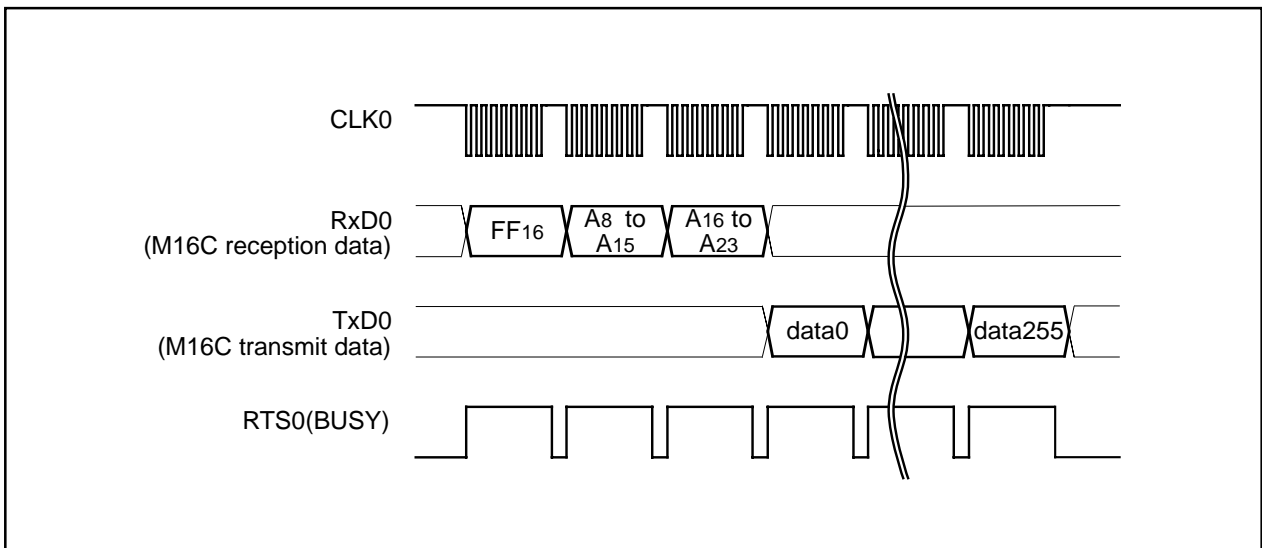 CLK0
RxD0
(M16C reception data)
FF16
A8 to
A15
A16 to
A23
TxD0
(M16C transmit data)
data0
data255
RTS0(BUSY)